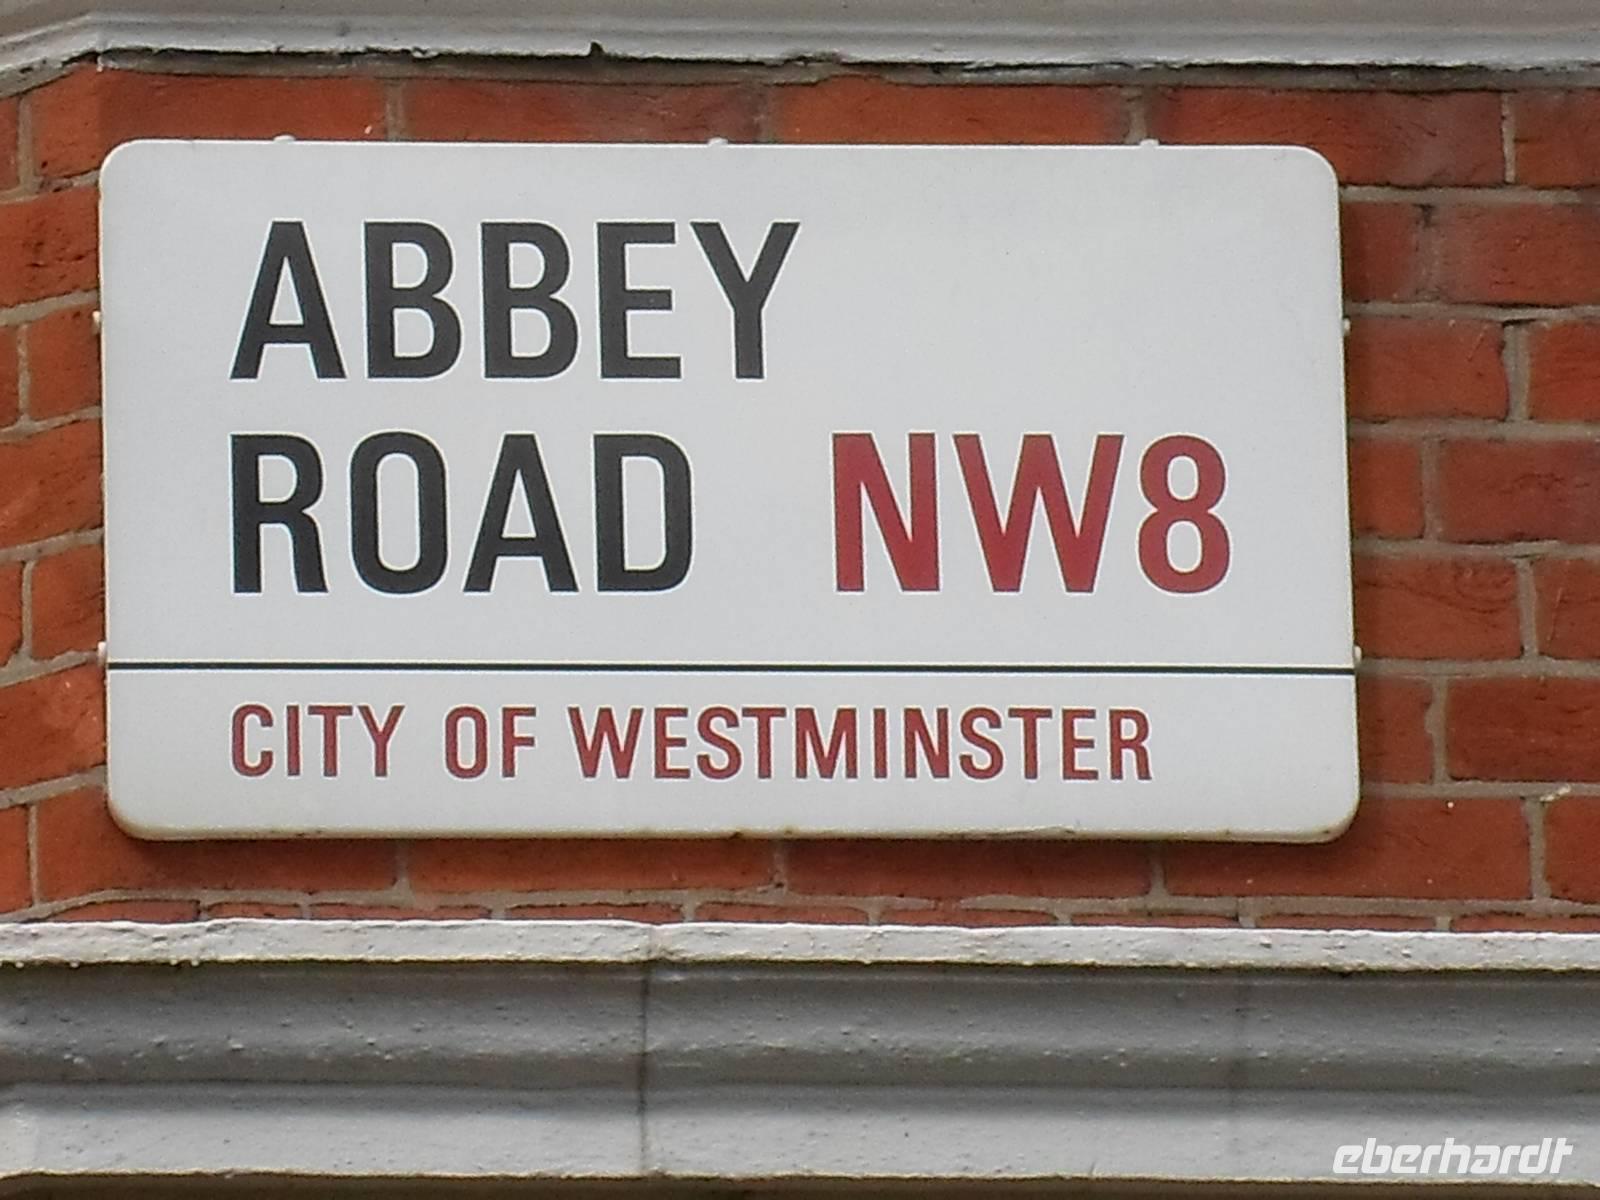 ABBEY
ROAD NW8
CITY OF WESTMINSTER
eberhardt